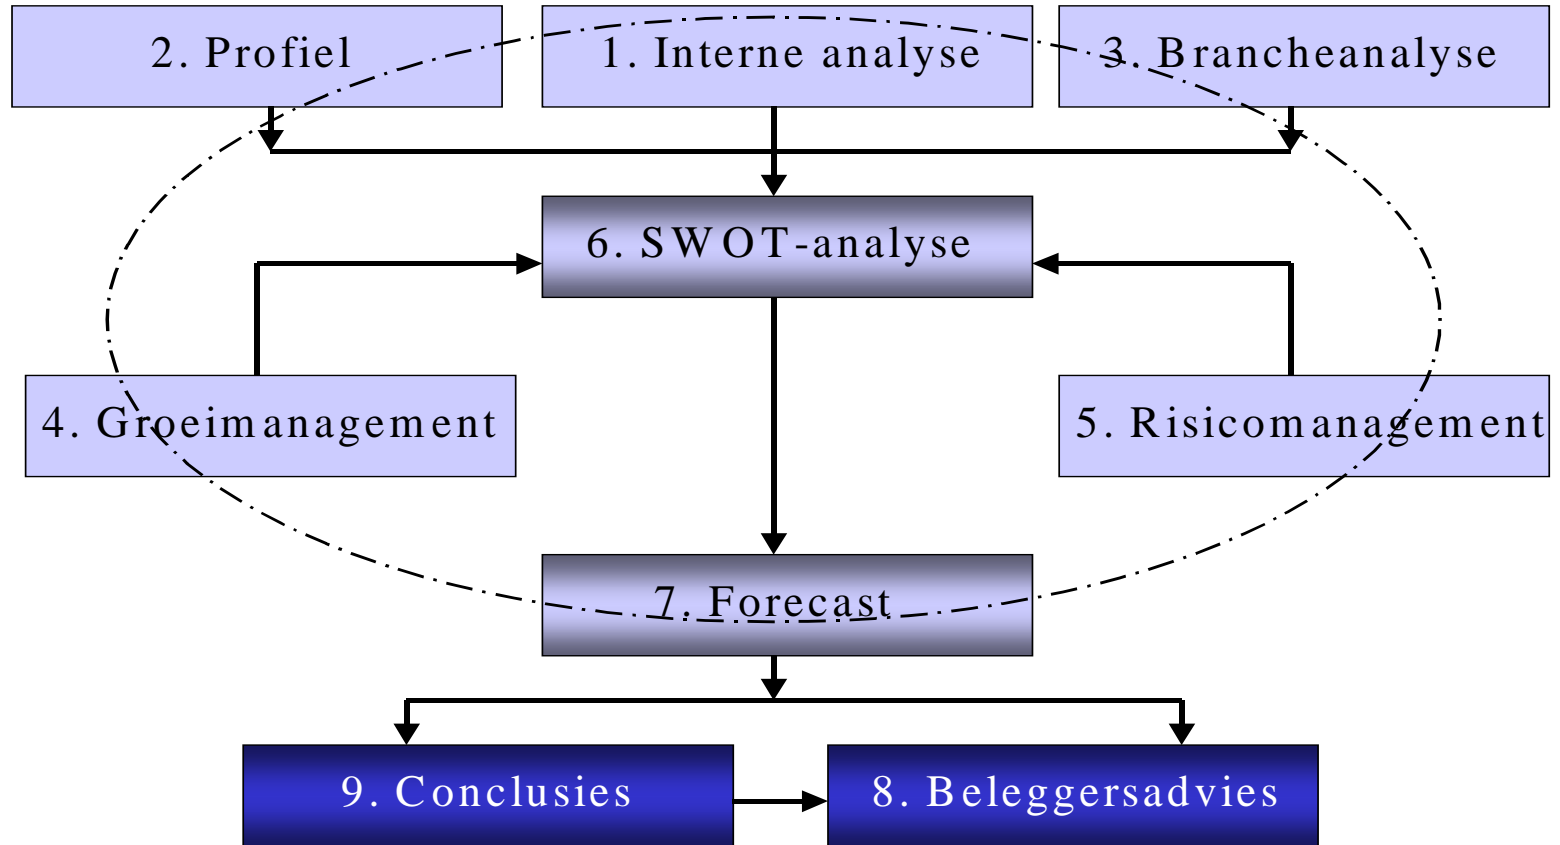 2. Profiel
1. Interne analyse
3. Brancheanalyse
6. SWOT-analyse
4. Groeimanagement
5. Risicomanagement
7. Forecast
9. Conclusies
8. Beleggersadvies